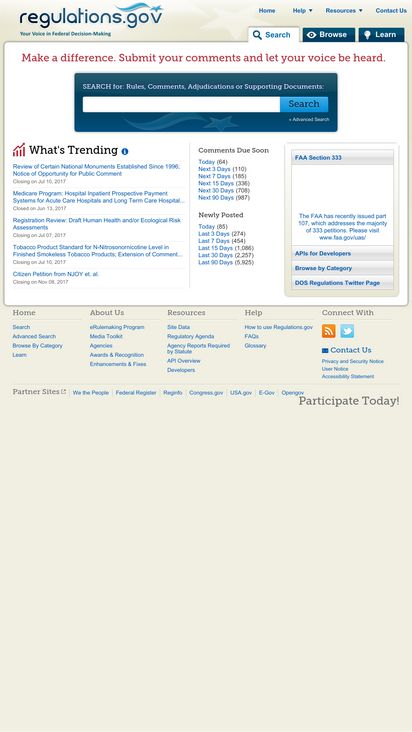 regulations.gov
Your Voice in Federal Decision-Making
Home Help ▼ Resources ▼ Contact Us
Search Browse Learn
Make a difference. Submit your comments and let your voice be heard.
SEARCH for: Rules, Comments, Adjudications or Supporting Documents:
Search
» Advanced Search
What's Trending
Review of Certain National Monuments Established Since 1996;
Notice of Opportunity for Public Comment
Closing on Jul 10, 2017
Medicare Program: Hospital Inpatient Prospective Payment
Systems for Acute Care Hospitals and Long Term Care Hospital...
Closed on Jun 13, 2017
Registration Review: Draft Human Health and/or Ecological Risk
Assessments
Closing on Jul 07, 2017
Tobacco Product Standard for N-Nitrosonornicotine Level in
Finished Smokeless Tobacco Products; Extension of Comment...
Closing on Jul 10, 2017
Citizen Petition from NJOY et. al.
Closing on Nov 08, 2017
Comments Due Soon
Today (64)
Next 3 Days (110)
Next 7 Days (185)
Next 15 Days (336)
Next 30 Days (708)
Next 90 Days (987)
Newly Posted
Today (85)
Last 3 Days (274)
Last 7 Days (454)
Last 15 Days (1,086)
Last 30 Days (2,257)
Last 90 Days (5,925)
FAA Section 333
The FAA has recently issued part
107, which addresses the majority
of 333 petitions. Please visit
www.faa.gov/uas/
APIs for Developers
Browse by Category
DOS Regulations Twitter Page
Home
Search
Advanced Search
Browse By Category
Learn
About Us
eRulemaking Program
Media Toolkit
Agencies
Awards & Recognition
Enhancements & Fixes
Resources
Site Data
Regulatory Agenda
Agency Reports Required
by Statute
API Overview
Developers
Help
How to use Regulations.gov
FAQs
Glossary
Connect With
Contact Us
Privacy and Security Notice
User Notice
Accessibility Statement
Partner Sites We the People Federal Register Reginfo Congress.gov USA.gov E-Gov Opengov
Participate Today!